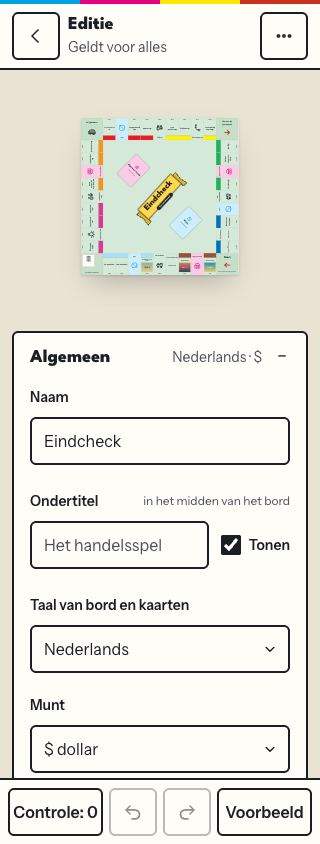 Editie
Geldt voor alles
•••
Eindcheck
Algemeen
Nederlands · $
−
Naam
Eindcheck
Ondertitel
in het midden van het bord
Het handelsspel
Tonen
Taal van bord en kaarten
Nederlands
Munt
$ dollar
Controle: 0
Voorbeeld